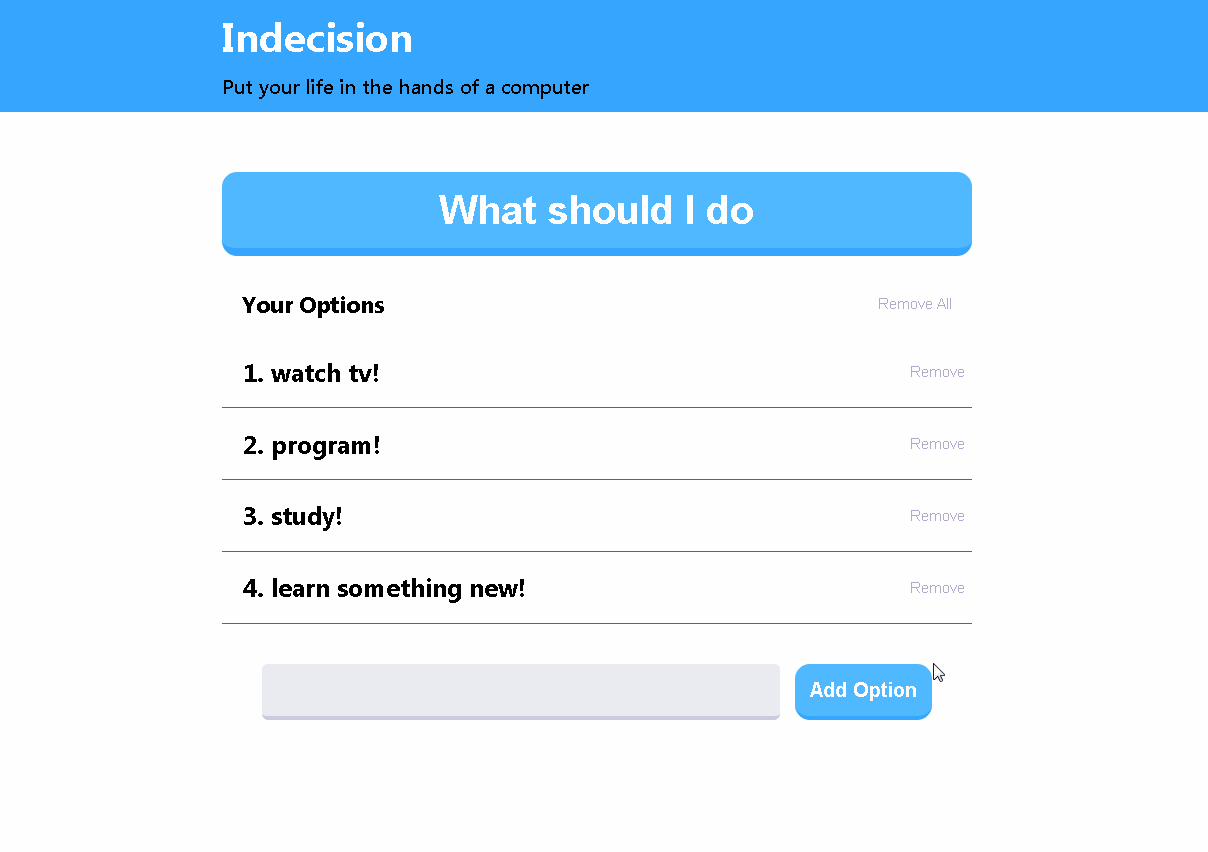 Indecision
Put your life in the hands of a computer
What should I do
Your Options
Remove All
1. watch tv!
Remove
2. program!
Remove
3. study!
Remove
4. learn something new!
Remove
Add Option